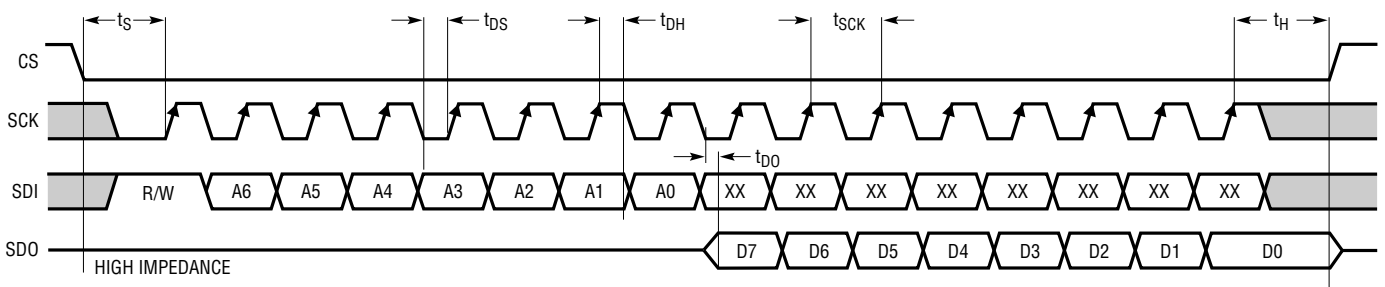 tS tDS tDH tSCK tH
CS
SCK
tDO
SDI R/W A6 A5 A4 A3 A2 A1 A0 XX XX XX XX XX XX XX XX
SDO D7 D6 D5 D4 D3 D2 D1 D0
HIGH IMPEDANCE